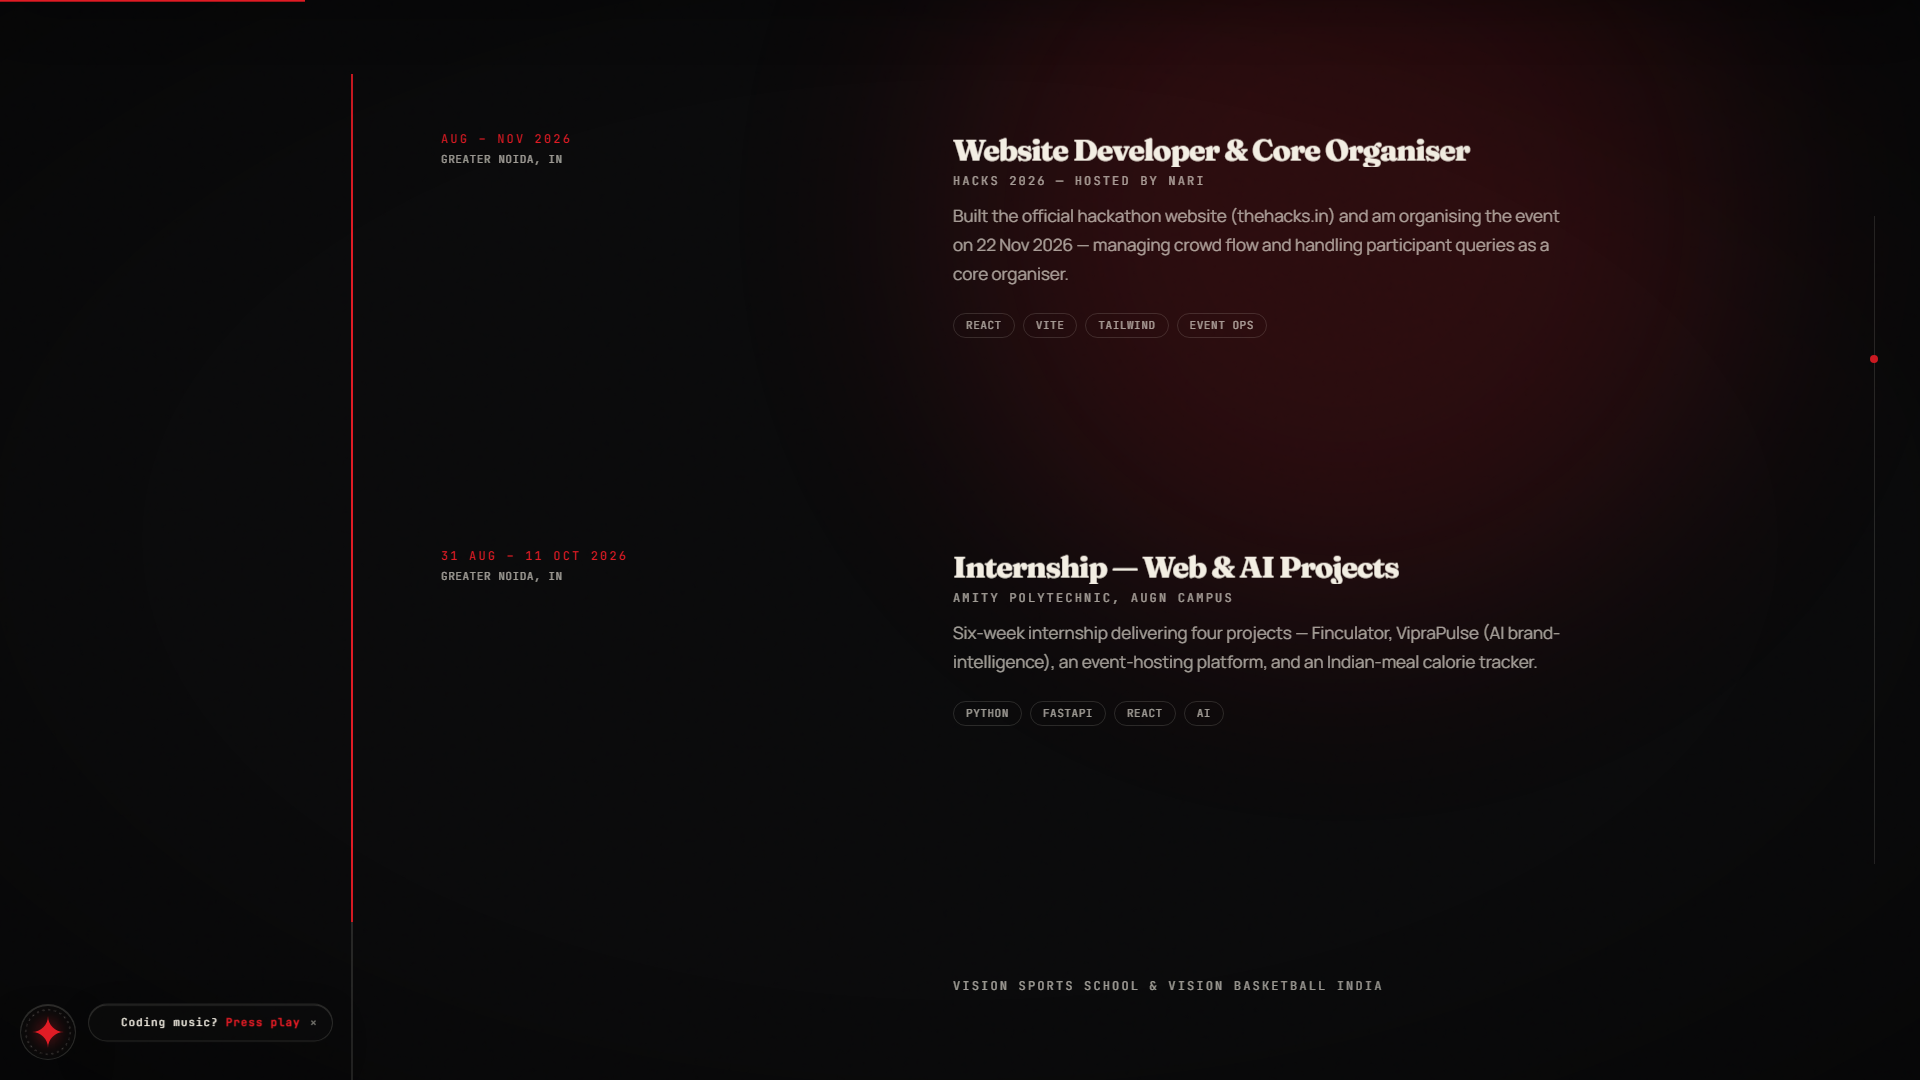 AUG – NOV 2026
GREATER NOIDA, IN
Website Developer & Core Organiser
HACKS 2026 — HOSTED BY NARI
Built the official hackathon website (thehacks.in) and am organising the event
on 22 Nov 2026 — managing crowd flow and handling participant queries as a
core organiser.
REACT
VITE
TAILWIND
EVENT OPS
31 AUG – 11 OCT 2026
GREATER NOIDA, IN
Internship — Web & AI Projects
AMITY POLYTECHNIC, AUGN CAMPUS
Six-week internship delivering four projects — Finculator, VipraPulse (AI brand-
intelligence), an event-hosting platform, and an Indian-meal calorie tracker.
PYTHON
FASTAPI
REACT
AI
VISION SPORTS SCHOOL & VISION BASKETBALL INDIA
Coding music? Press play ×